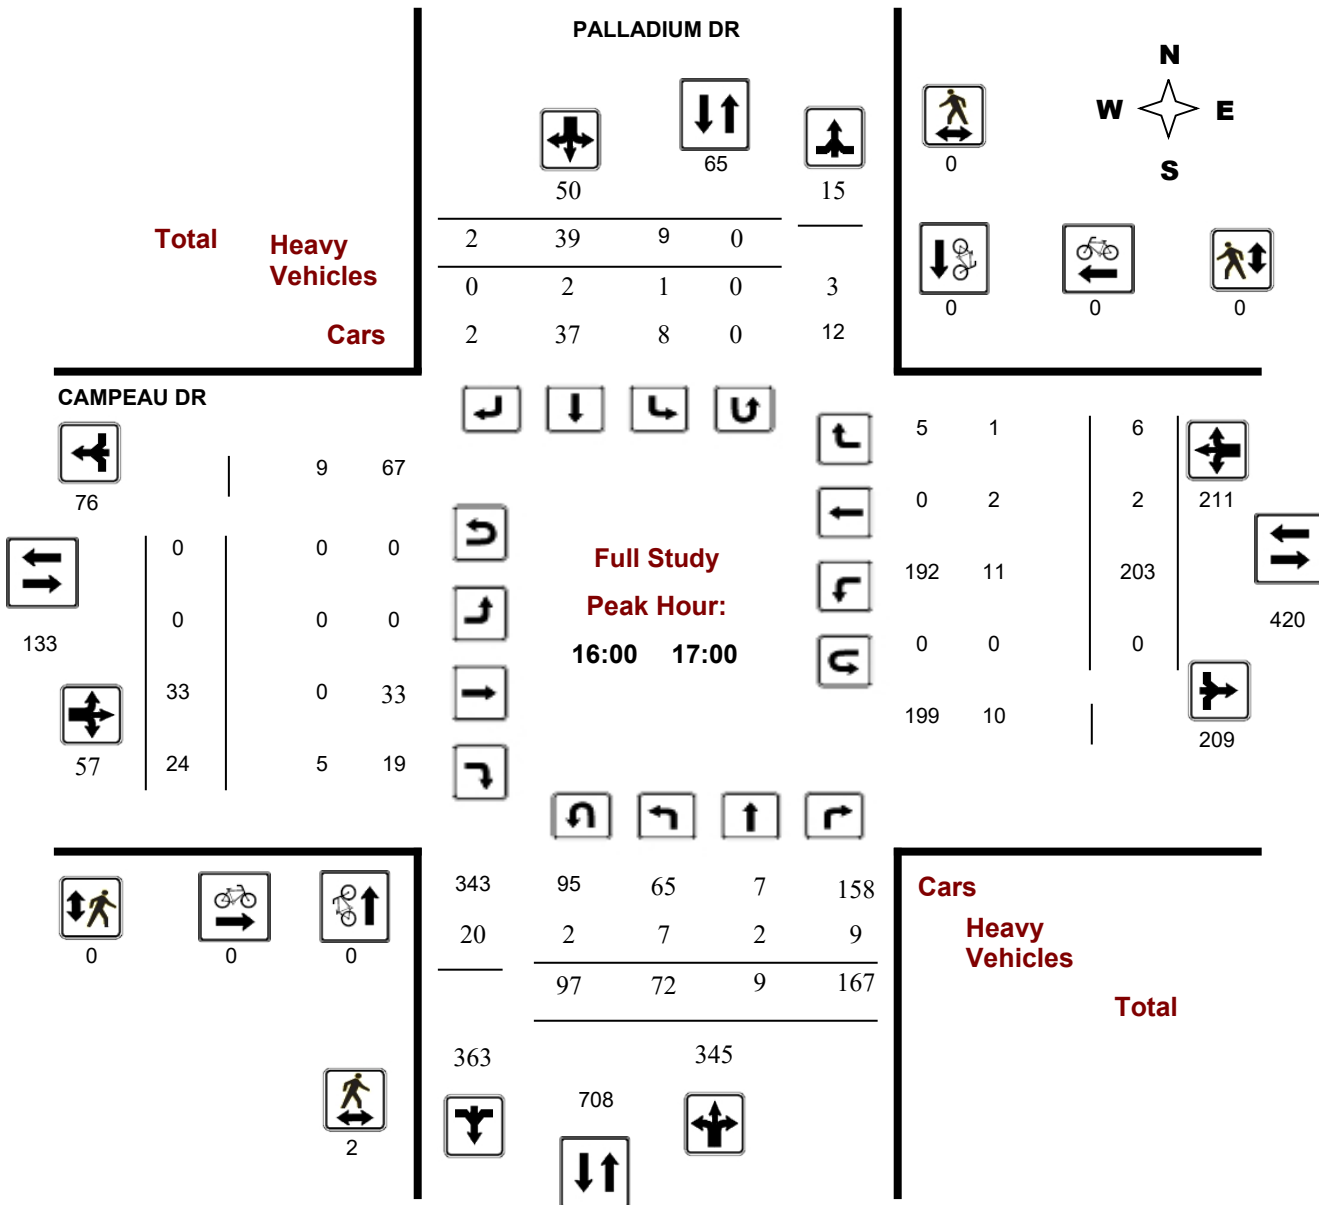 PALLADIUM DR
N
W E
S
65
0
50
15
Total Heavy Vehicles
2 39 9 0
0 2 1 0 3
Cars 2 37 8 0 12
0 0 0
CAMPEAU DR
5 1 6
9 67
76
0 2 2 211
0 0 0
Full Study
192 11 203
Peak Hour:
0 0 0
420
133
16:00 17:00
0 0 0
33 0 33
199 10
209
57 24 5 19
343 95 65 7 158
Cars
20 2 7 2 9
Heavy Vehicles
0 0 0
97 72 9 167
Total
363 345
708
2